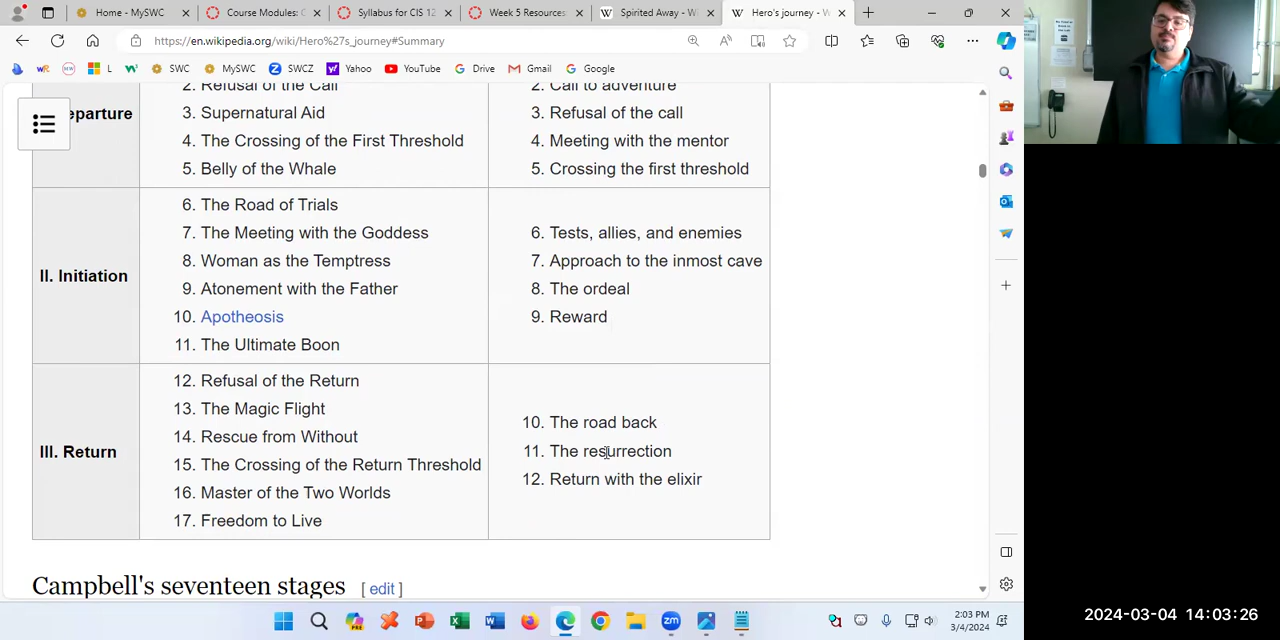 Home - MySWC
Course Modules: C
Syllabus for CIS 12
Week 5 Resources
Spirited Away - Wi
Hero's journey - W
https://en.wikipedia.org/wiki/Hero%27s_journey#Summary
L
SWC
MySWC
SWCZ
Yahoo
YouTube
Drive
Gmail
Google
2. Refusal of the Call
2. Call to adventure
eparture
3. Supernatural Aid
3. Refusal of the call
4. The Crossing of the First Threshold
4. Meeting with the mentor
5. Belly of the Whale
5. Crossing the first threshold
6. The Road of Trials
7. The Meeting with the Goddess
6. Tests, allies, and enemies
8. Woman as the Temptress
7. Approach to the inmost cave
II. Initiation
9. Atonement with the Father
8. The ordeal
10. Apotheosis
9. Reward
11. The Ultimate Boon
12. Refusal of the Return
13. The Magic Flight
10. The road back
14. Rescue from Without
11. The resurrection
III. Return
15. The Crossing of the Return Threshold
12. Return with the elixir
16. Master of the Two Worlds
17. Freedom to Live
Campbell's seventeen stages [ edit ]
2:03 PM
3/4/2024
2024-03-04 14:03:26